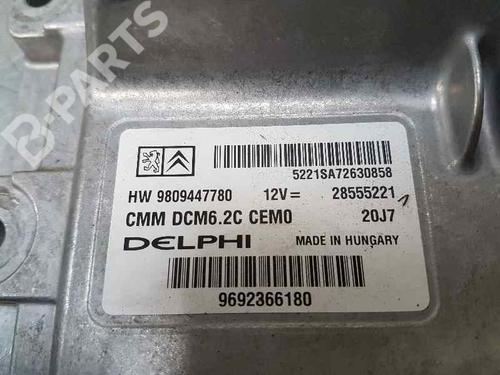 B-PARTS
5221SA72630858
HW 9809447780 12V= 28555221
CMM DCM6.2C CEM0 20J7
DELPHI MADE IN HUNGARY
9692366180